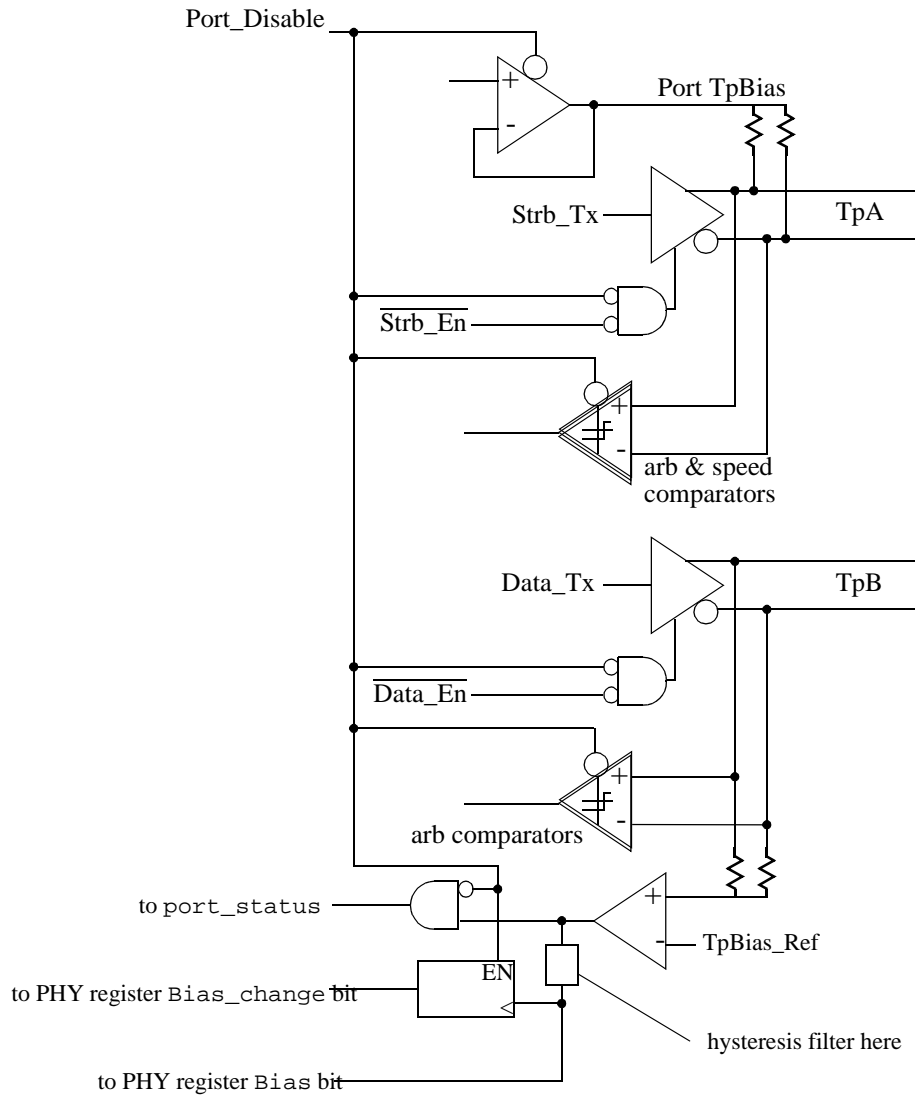 Port_Disable
+
-
Port TpBias
Strb_Tx
TpA
Strb_En
+
-
arb & speed
comparators
Data_Tx
TpB
Data_En
+
-
arb comparators
to port_status
+
-
TpBias_Ref
EN
to PHY register Bias_change bit
hysteresis filter here
to PHY register Bias bit